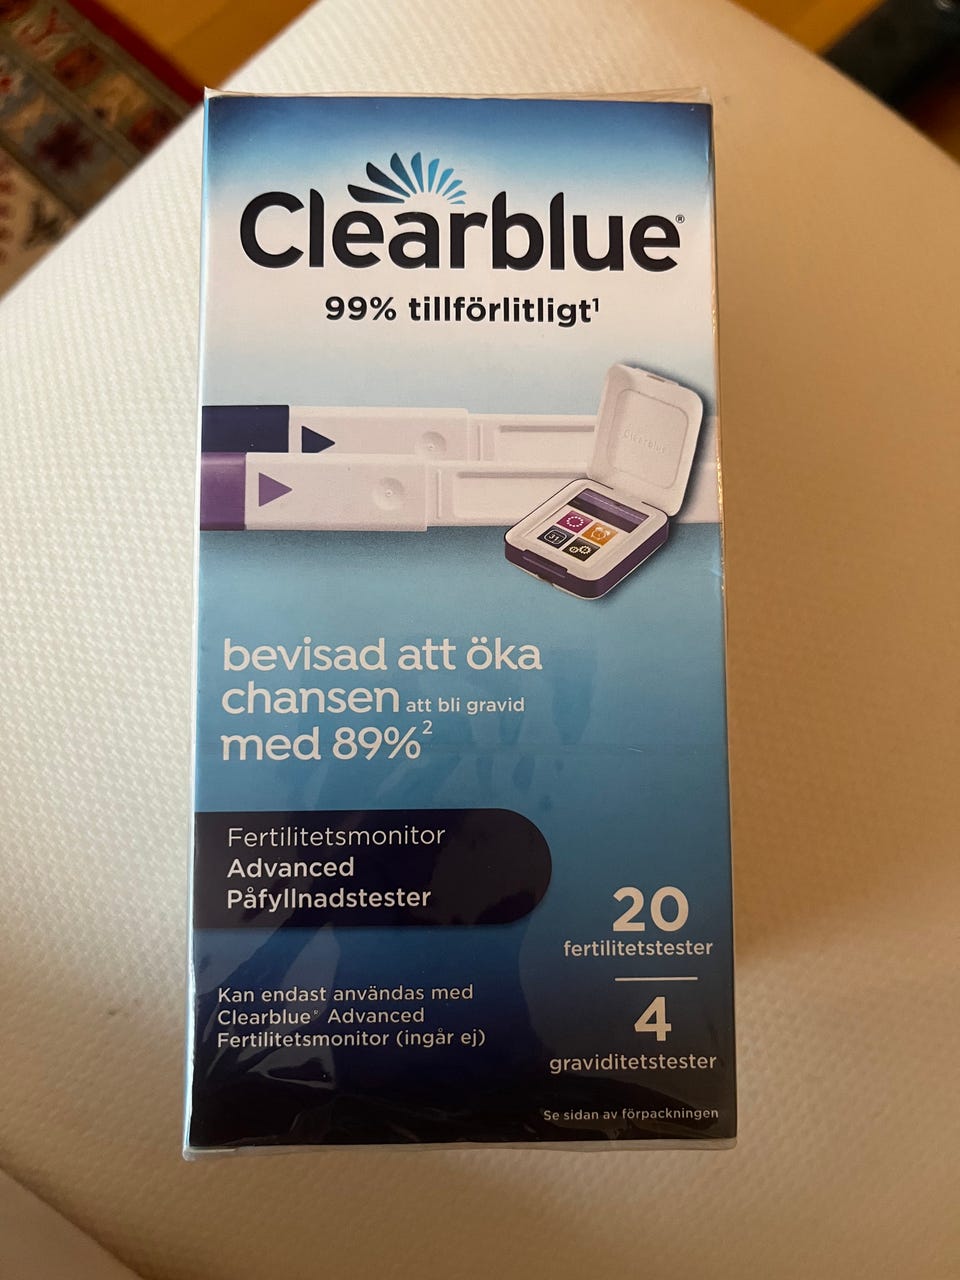 Clearblue®
99% tillförlitligt¹
Clearblue
31
bevisad att öka
chansen att bli gravid
med 89%²
Fertilitetsmonitor
Advanced
Påfyllnadstester
20
fertilitetstester
4
graviditetstester
Kan endast användas med
Clearblue® Advanced
Fertilitetsmonitor (ingår ej)
Se sidan av förpackningen